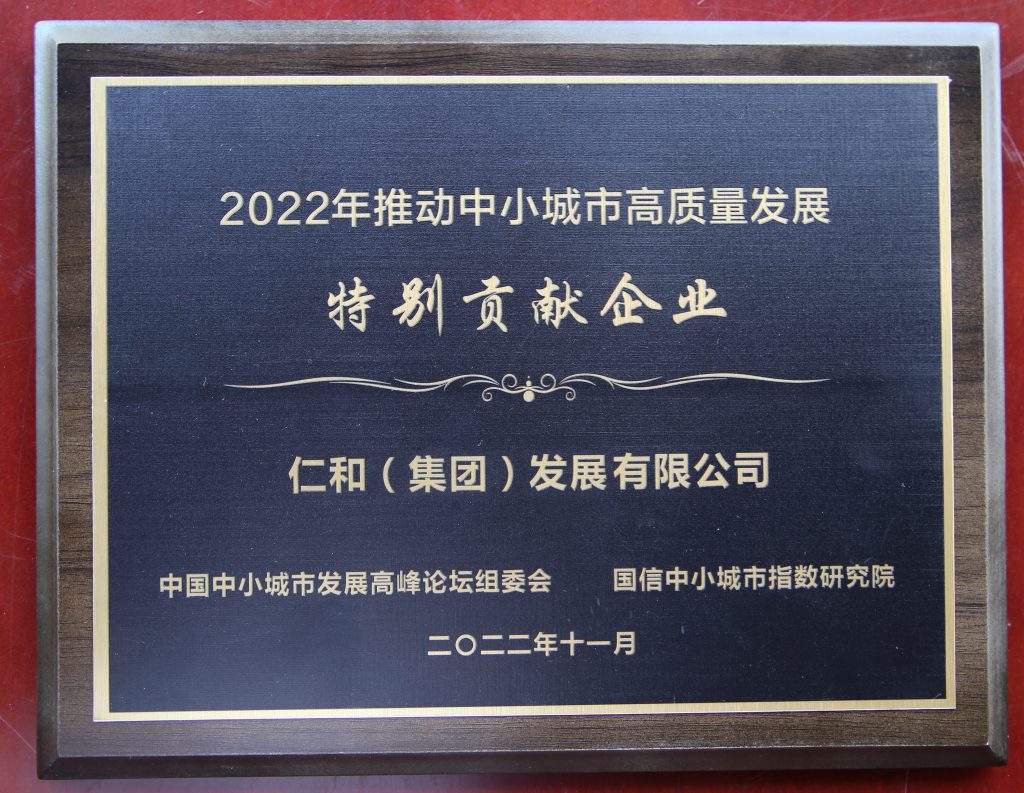 2022年推动中小城市高质量发展
特别贡献企业
仁和（集团）发展有限公司
中国中小城市发展高峰论坛组委会 国信中小城市指数研究院
二〇二二年十一月